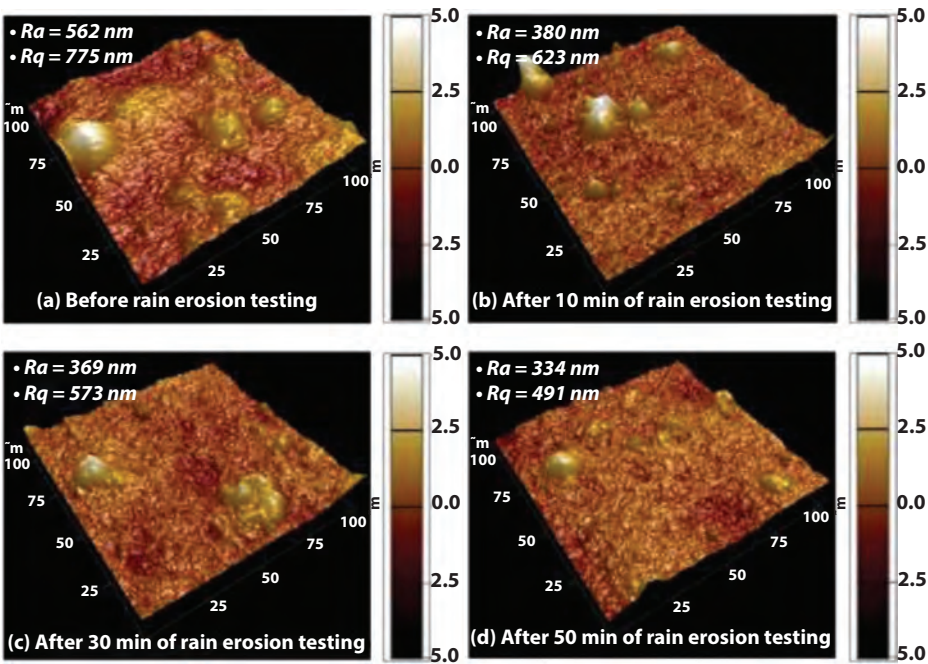 • Ra = 562 nm
• Rq = 775 nm
˜m
100
75
50
25
25
50
75
100
(a) Before rain erosion testing
5.0
2.5
0.0
m
2.5
5.0
• Ra = 380 nm
• Rq = 623 nm
˜m
100
75
50
25
25
50
75
100
(b) After 10 min of rain erosion testing
5.0
2.5
0.0
m
2.5
5.0
• Ra = 369 nm
• Rq = 573 nm
˜m
100
75
50
25
25
50
75
100
(c) After 30 min of rain erosion testing
5.0
2.5
0.0
m
2.5
5.0
• Ra = 334 nm
• Rq = 491 nm
˜m
100
75
50
25
25
50
75
100
(d) After 50 min of rain erosion testing
5.0
2.5
0.0
m
2.5
5.0